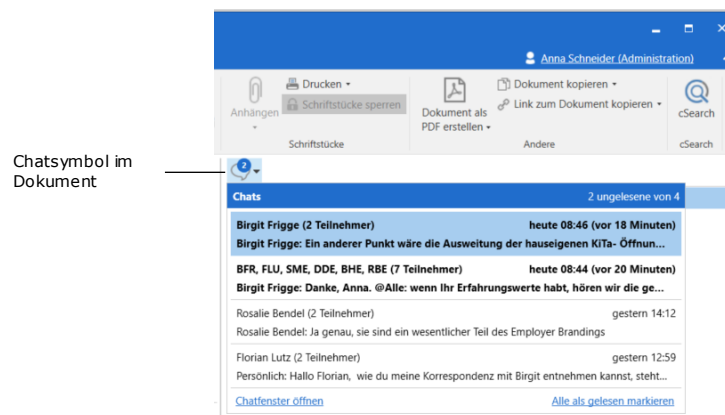 Anna Schneider (Administration)
Anhängen
Drucken
Schriftstücke sperren
Schriftstücke
Dokument als
PDF erstellen
Dokument kopieren
Link zum Dokument kopieren
Andere
cSearch
cSearch
Chatsymbol im
Dokument
2
Chats 2 ungelesene von 4
Birgit Frigge (2 Teilnehmer) heute 08:46 (vor 18 Minuten)
Birgit Frigge: Ein anderer Punkt wäre die Ausweitung der hauseigenen KiTa- Öffnun...
BFR, FLU, SME, DDE, BHE, RBE (7 Teilnehmer) heute 08:44 (vor 20 Minuten)
Birgit Frigge: Danke, Anna. @Alle: wenn Ihr Erfahrungswerte habt, hören wir die ge...
Rosalie Bendel (2 Teilnehmer) gestern 14:12
Rosalie Bendel: Ja genau, sie sind ein wesentlicher Teil des Employer Brandings
Florian Lutz (2 Teilnehmer) gestern 12:59
Persönlich: Hallo Florian, wie du meine Korrespondenz mit Birgit entnehmen kannst, steht...
Chatfenster öffnen Alle als gelesen markieren